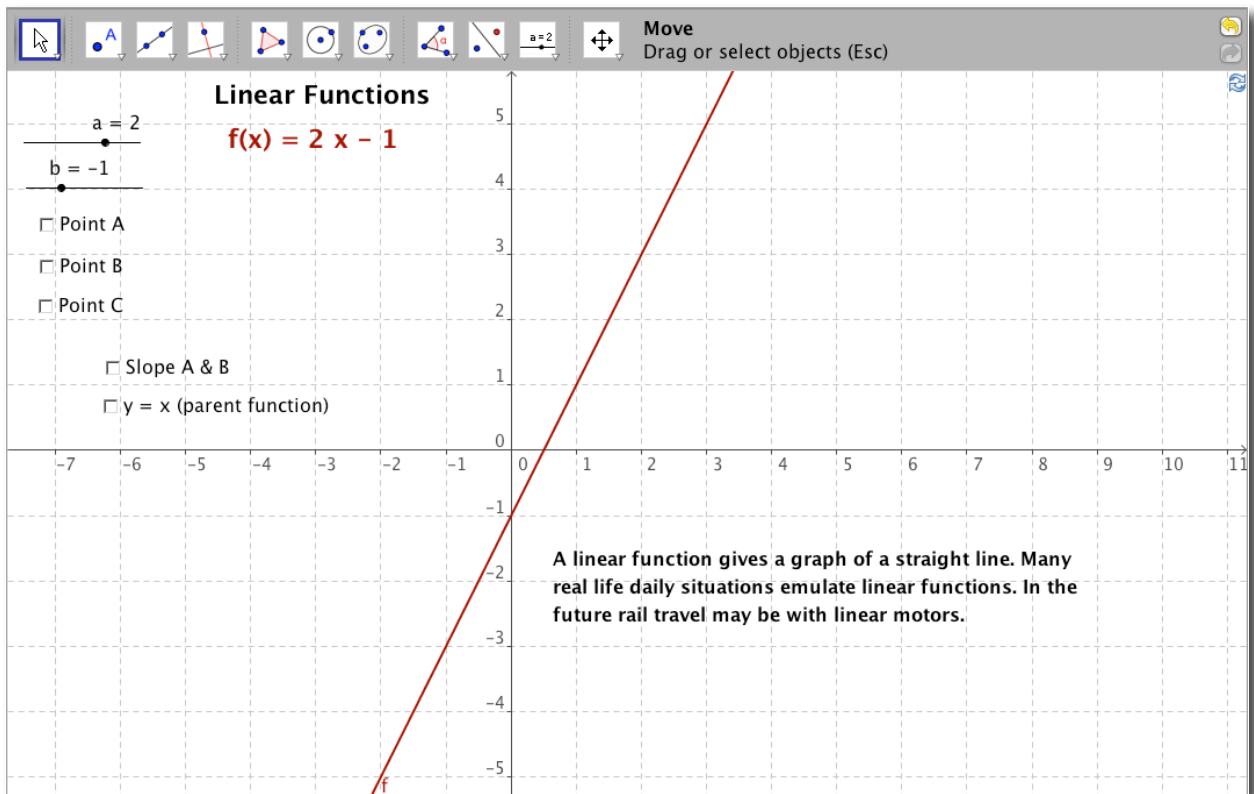 Move
Drag or select objects (Esc)
A
α
a=2
Linear Functions
f(x) = 2 x − 1
a = 2
b = −1
Point A
Point B
Point C
Slope A & B
y = x (parent function)
5
4
3
2
1
0
−7 −6 −5 −4 −3 −2 −1 0 1 2 3 4 5 6 7 8 9 10 11
−1
−2
−3
−4
−5
A linear function gives a graph of a straight line. Many
real life daily situations emulate linear functions. In the
future rail travel may be with linear motors.
f